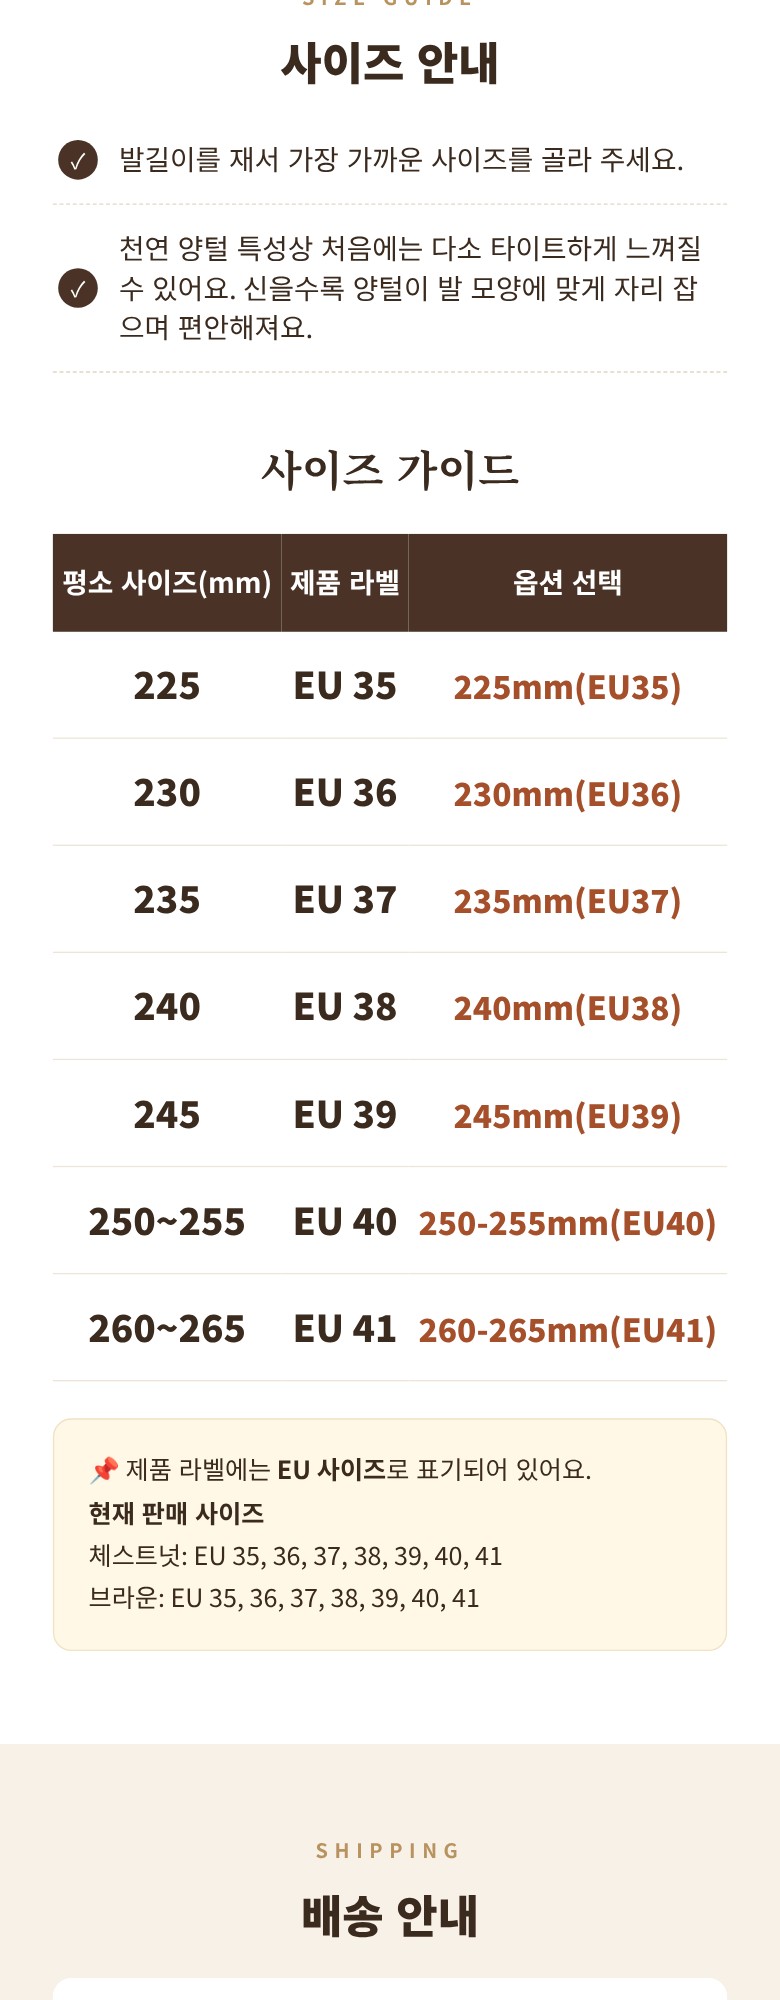 SIZE GUIDE
사이즈 안내
✓ 발길이를 재서 가장 가까운 사이즈를 골라 주세요.
✓ 천연 양털 특성상 처음에는 다소 타이트하게 느껴질
수 있어요. 신을수록 양털이 발 모양에 맞게 자리 잡
으며 편안해져요.
사이즈 가이드
평소 사이즈(mm) 제품 라벨 옵션 선택
225 EU 35 225mm(EU35)
230 EU 36 230mm(EU36)
235 EU 37 235mm(EU37)
240 EU 38 240mm(EU38)
245 EU 39 245mm(EU39)
250~255 EU 40 250-255mm(EU40)
260~265 EU 41 260-265mm(EU41)
📌 제품 라벨에는 EU 사이즈로 표기되어 있어요.
현재 판매 사이즈
체스트넛: EU 35, 36, 37, 38, 39, 40, 41
브라운: EU 35, 36, 37, 38, 39, 40, 41
SHIPPING
배송 안내